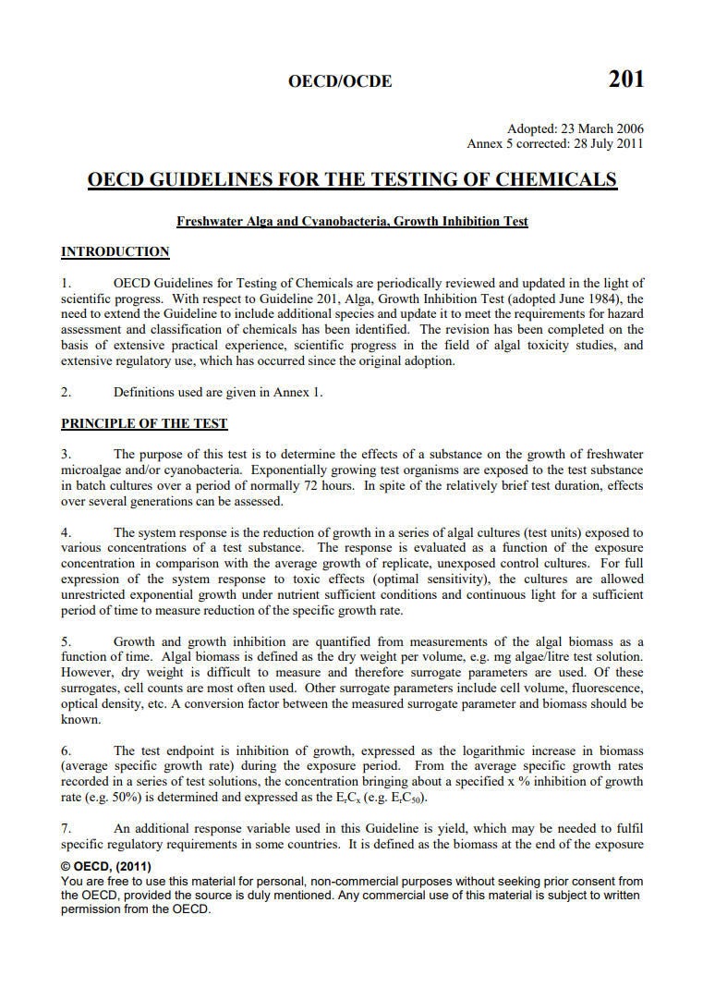 OECD/OCDE 201
Adopted: 23 March 2006
Annex 5 corrected: 28 July 2011
OECD GUIDELINES FOR THE TESTING OF CHEMICALS
Freshwater Alga and Cyanobacteria, Growth Inhibition Test
INTRODUCTION
1. OECD Guidelines for Testing of Chemicals are periodically reviewed and updated in the light of
scientific progress. With respect to Guideline 201, Alga, Growth Inhibition Test (adopted June 1984), the
need to extend the Guideline to include additional species and update it to meet the requirements for hazard
assessment and classification of chemicals has been identified. The revision has been completed on the
basis of extensive practical experience, scientific progress in the field of algal toxicity studies, and
extensive regulatory use, which has occurred since the original adoption.
2. Definitions used are given in Annex 1.
PRINCIPLE OF THE TEST
3. The purpose of this test is to determine the effects of a substance on the growth of freshwater
microalgae and/or cyanobacteria. Exponentially growing test organisms are exposed to the test substance
in batch cultures over a period of normally 72 hours. In spite of the relatively brief test duration, effects
over several generations can be assessed.
4. The system response is the reduction of growth in a series of algal cultures (test units) exposed to
various concentrations of a test substance. The response is evaluated as a function of the exposure
concentration in comparison with the average growth of replicate, unexposed control cultures. For full
expression of the system response to toxic effects (optimal sensitivity), the cultures are allowed
unrestricted exponential growth under nutrient sufficient conditions and continuous light for a sufficient
period of time to measure reduction of the specific growth rate.
5. Growth and growth inhibition are quantified from measurements of the algal biomass as a
function of time. Algal biomass is defined as the dry weight per volume, e.g. mg algae/litre test solution.
However, dry weight is difficult to measure and therefore surrogate parameters are used. Of these
surrogates, cell counts are most often used. Other surrogate parameters include cell volume, fluorescence,
optical density, etc. A conversion factor between the measured surrogate parameter and biomass should be
known.
6. The test endpoint is inhibition of growth, expressed as the logarithmic increase in biomass
(average specific growth rate) during the exposure period. From the average specific growth rates
recorded in a series of test solutions, the concentration bringing about a specified x % inhibition of growth
rate (e.g. 50%) is determined and expressed as the ErCx (e.g. ErC50).
7. An additional response variable used in this Guideline is yield, which may be needed to fulfil
specific regulatory requirements in some countries. It is defined as the biomass at the end of the exposure
© OECD, (2011)
You are free to use this material for personal, non-commercial purposes without seeking prior consent from
the OECD, provided the source is duly mentioned. Any commercial use of this material is subject to written
permission from the OECD.